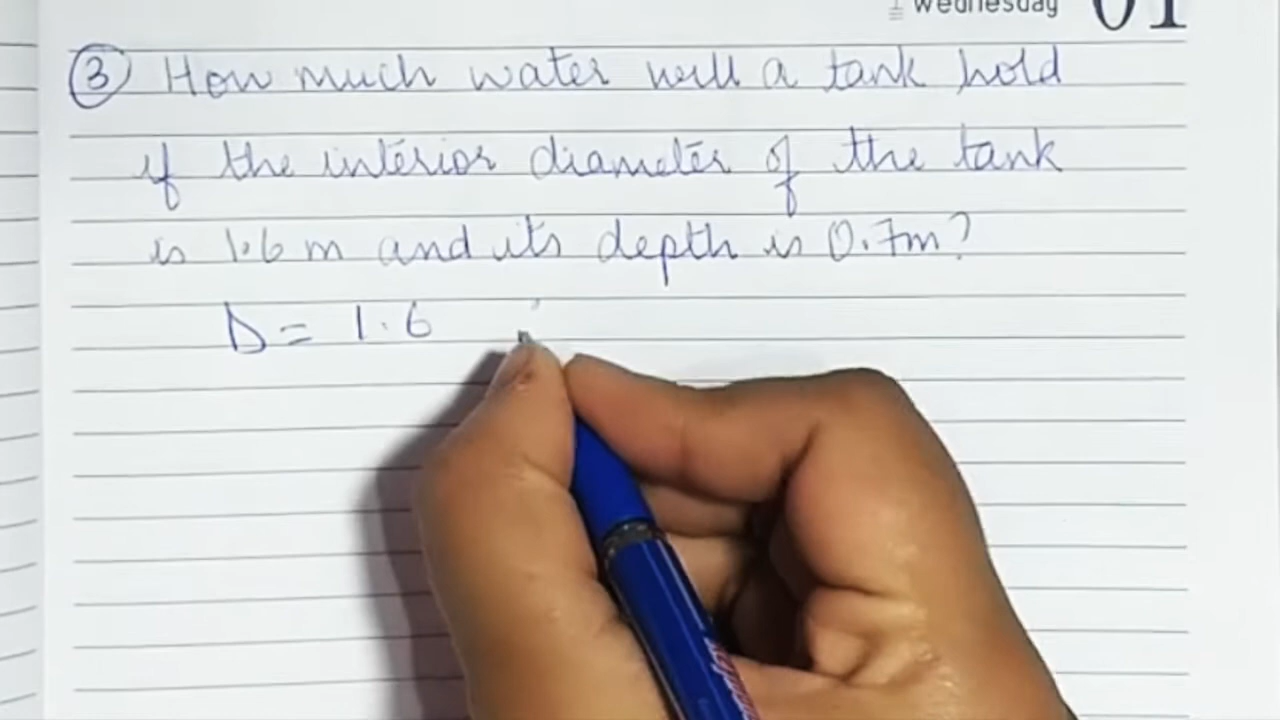 Wednesday 01
③ How much water will a tank hold
if the interior diameter of the tank
is 1.6 m and its depth is 0.7m?
D = 1.6